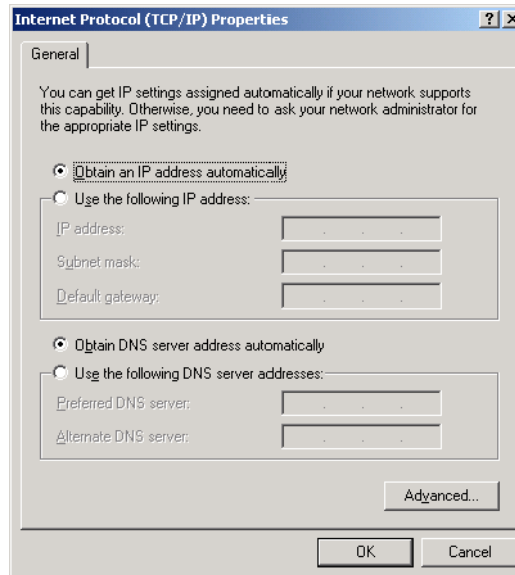 Internet Protocol (TCP/IP) Properties
General
You can get IP settings assigned automatically if your network supports
this capability. Otherwise, you need to ask your network administrator for
the appropriate IP settings.
Obtain an IP address automatically
Use the following IP address:
IP address:
Subnet mask:
Default gateway:
Obtain DNS server address automatically
Use the following DNS server addresses:
Preferred DNS server:
Alternate DNS server:
Advanced...
OK Cancel